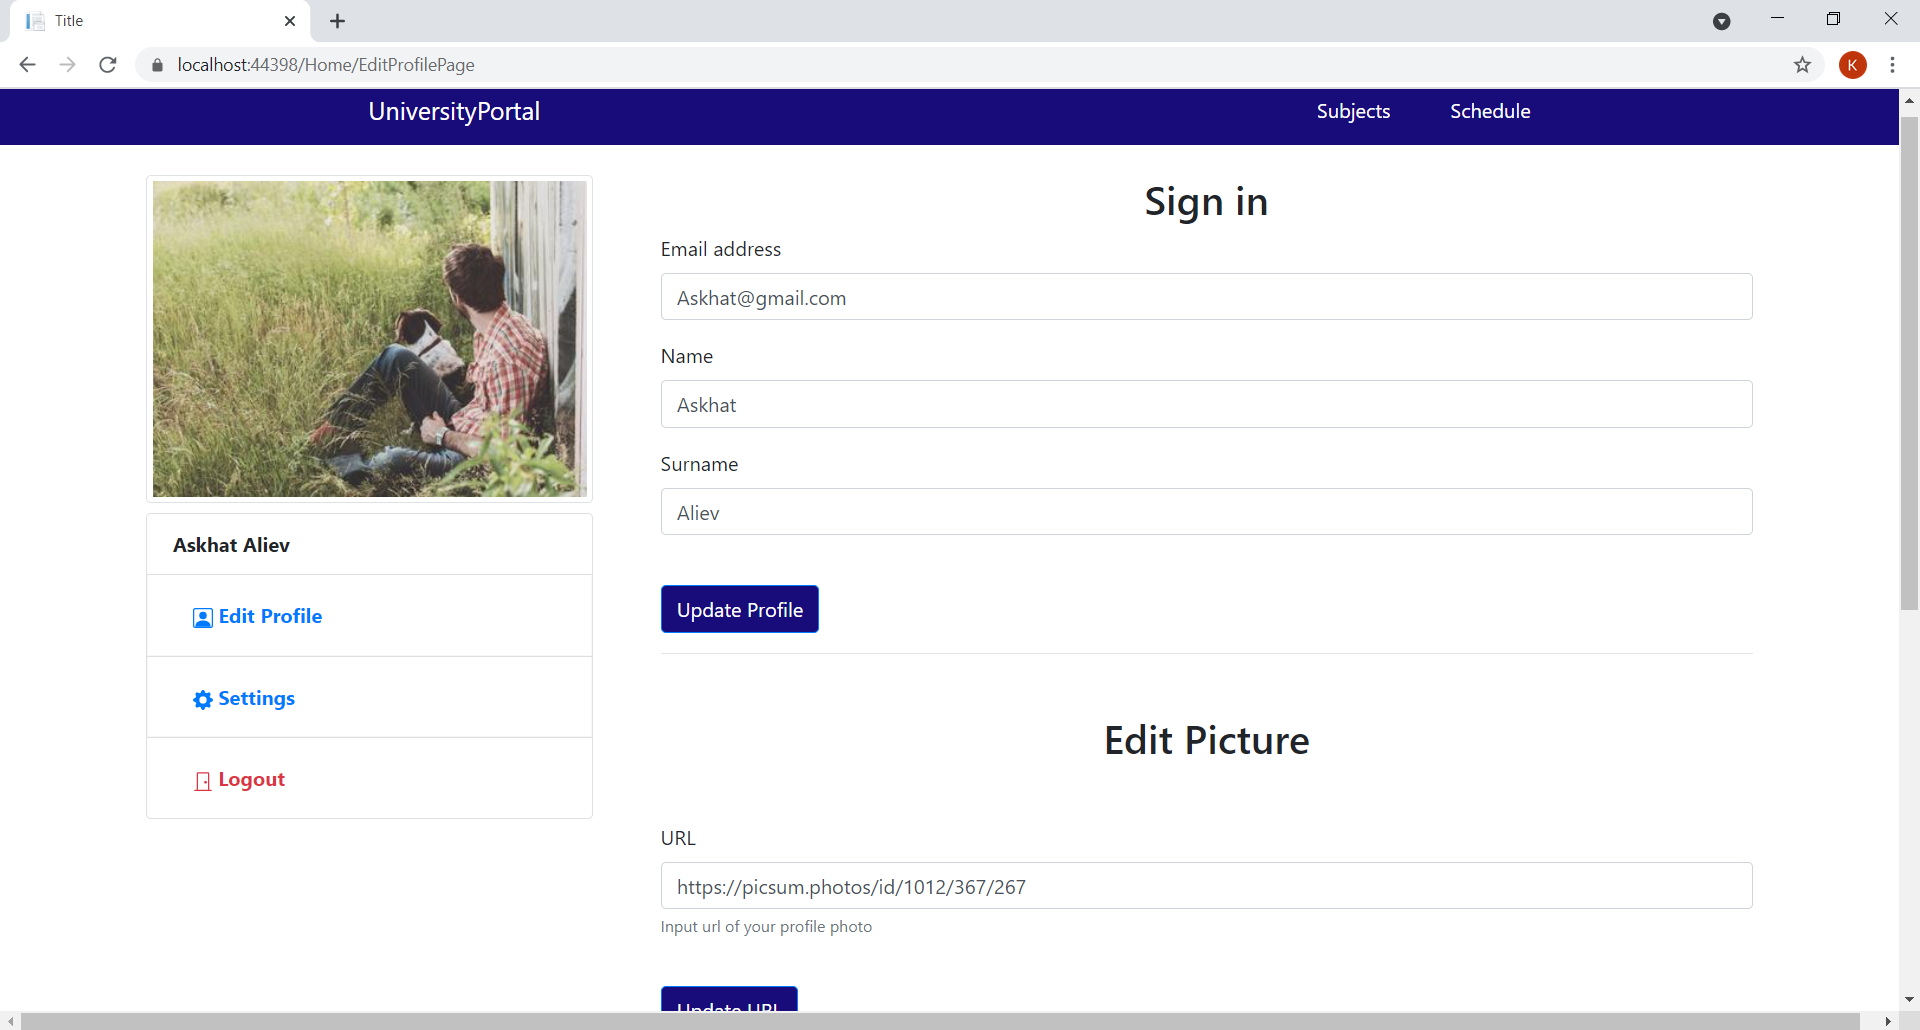 Title
localhost:44398/Home/EditProfilePage
K
UniversityPortal
Subjects
Schedule
Sign in
Email address
Askhat@gmail.com
Name
Askhat
Surname
Aliev
Update Profile
Askhat Aliev
Edit Profile
Settings
Logout
Edit Picture
URL
https://picsum.photos/id/1012/367/267
Input url of your profile photo
Update URL